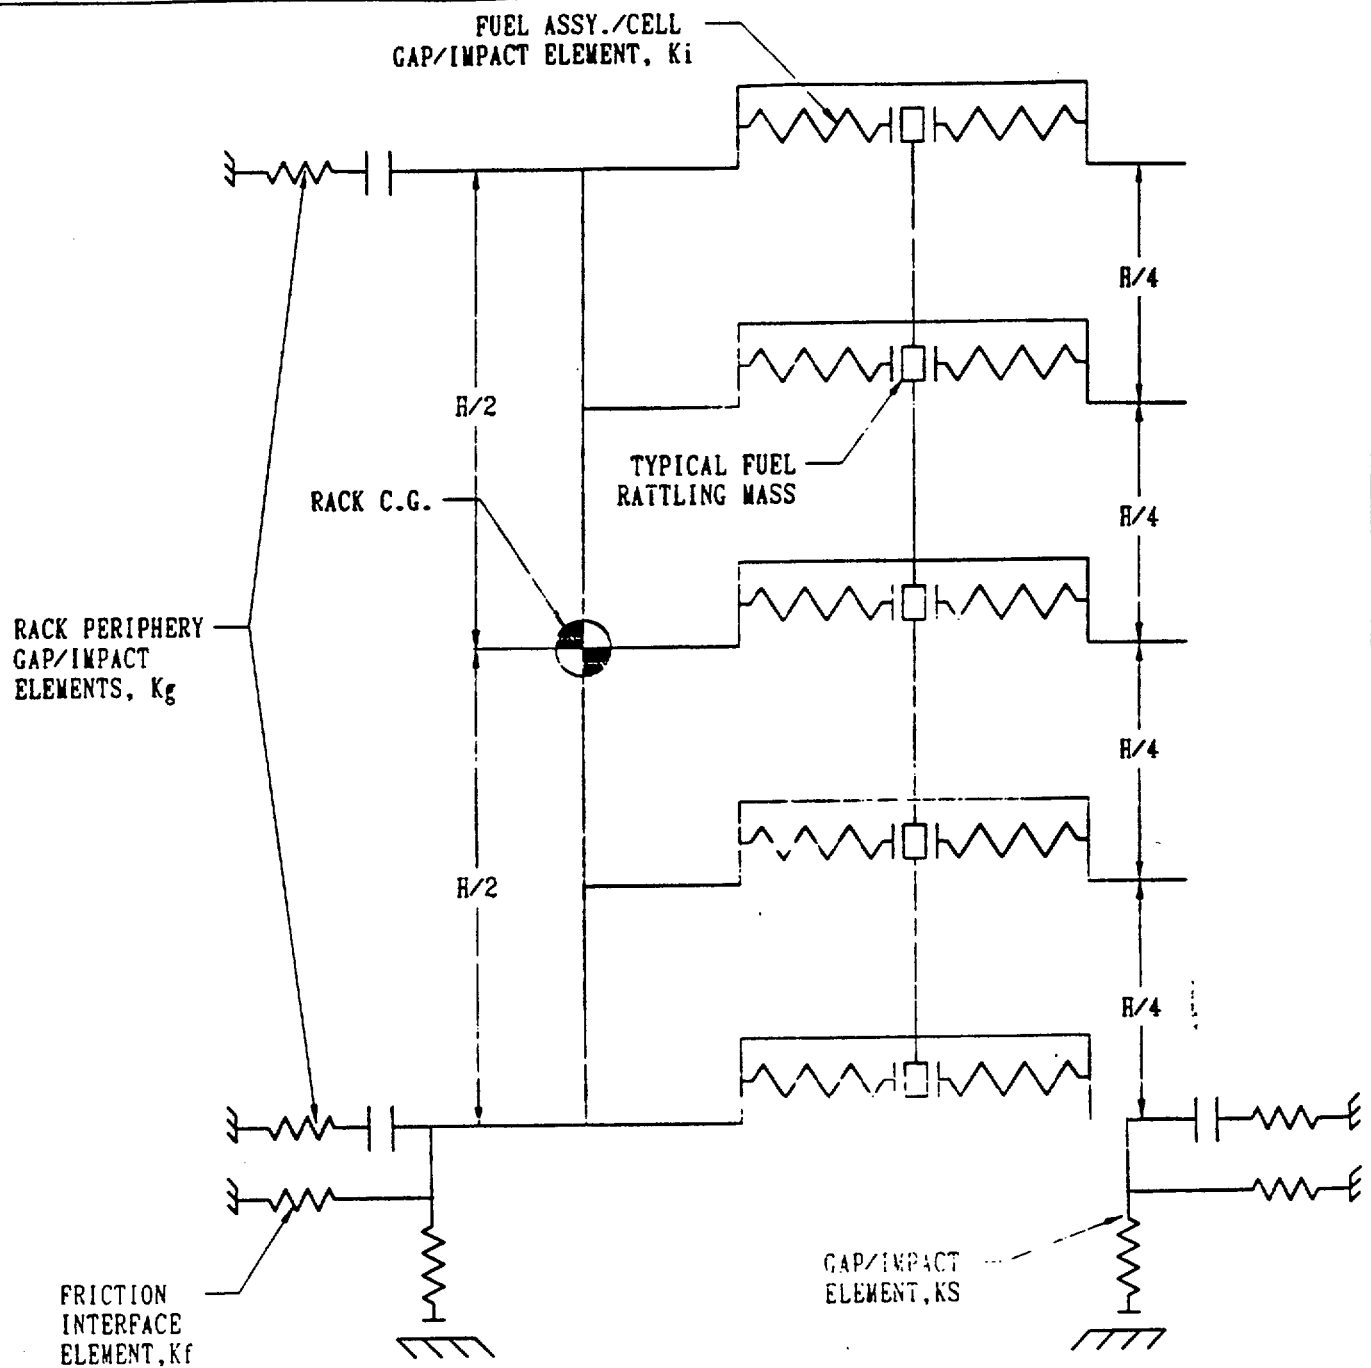 FUEL ASSY./CELL
GAP/IMPACT ELEMENT, Ki
H/4
H/2
TYPICAL FUEL
RATTLING MASS
RACK C.G.
H/4
RACK PERIPHERY
GAP/IMPACT
ELEMENTS, Kg
H/4
H/2
H/4
GAP/IMPACT
ELEMENT,KS
FRICTION
INTERFACE
ELEMENT,Kf